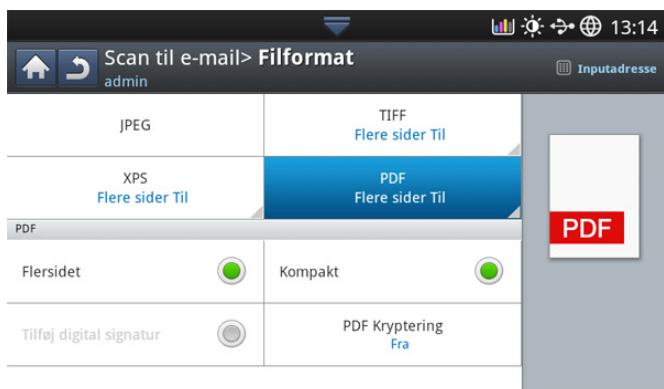 13:14
Scan til e-mail> Filformat
admin
Inputadresse
JPEG
TIFF
Flere sider Til
XPS
Flere sider Til
PDF
Flere sider Til
PDF
PDF
Flersidet
Kompakt
Tilføj digital signatur
PDF Kryptering
Fra